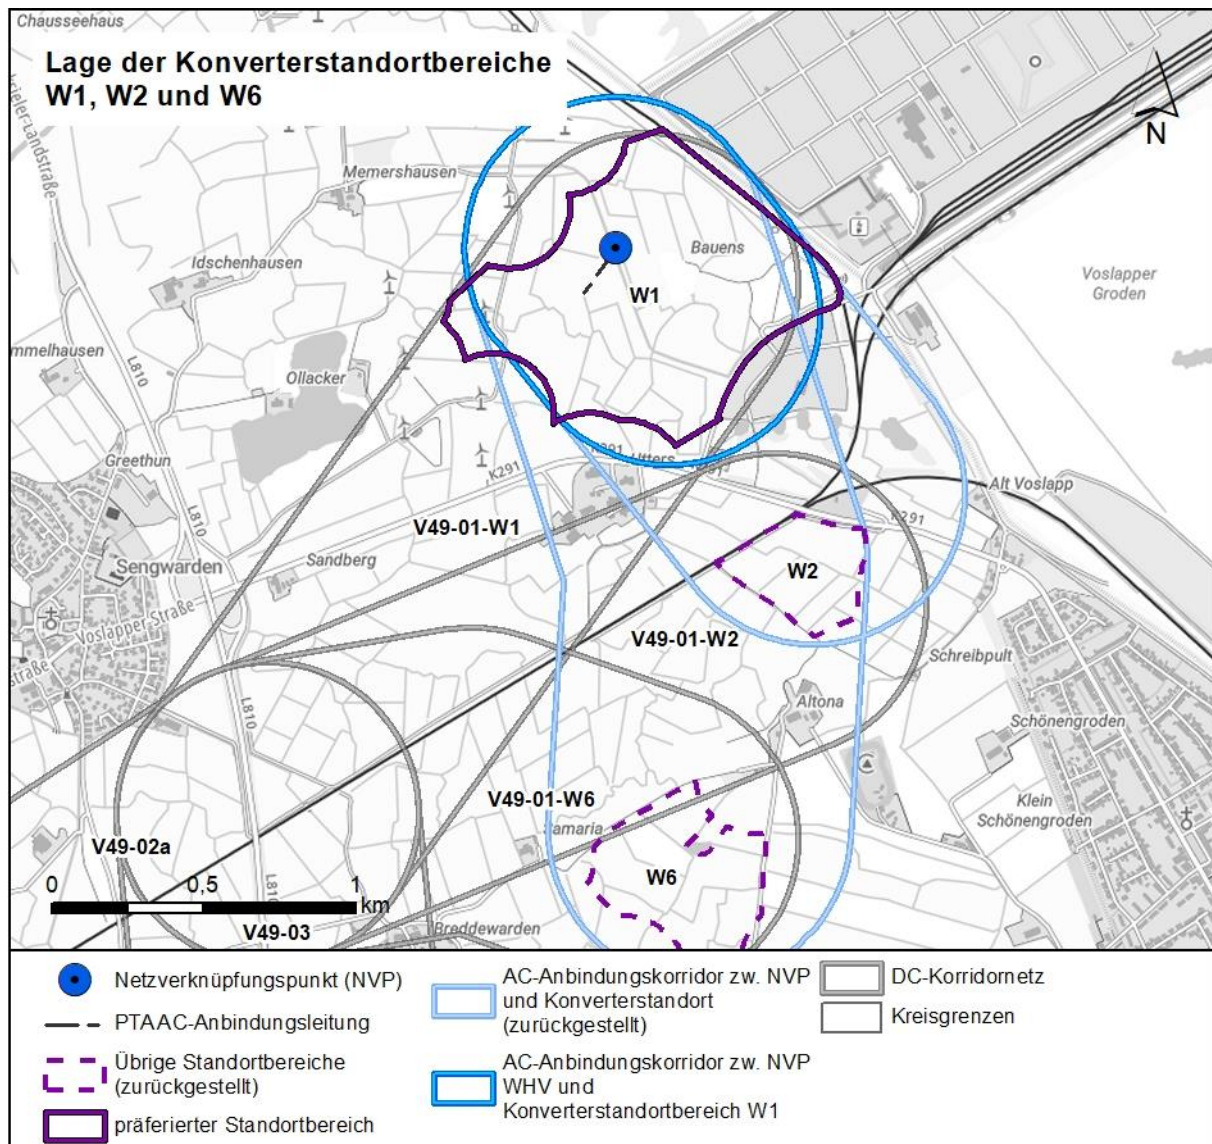 Chausseehaus
Lage der Konverterstandortbereiche
W1, W2 und W6
N
Memershausen
Idschenhausen
Bauens
Voslapper
Groden
W1
L810
Ollacker
Greethun
K291
K291
Utters
Alt Voslapp
K291
L810
V49-01-W1
Sengwarden
Sandberg
W2
Voslapper Straße
V49-01-W2
Schreibpult
Altona
Schönengroden
L810
V49-01-W6
Klein
Schönengroden
Samaria
V49-02a
W6
0 0,5 1
km
V49-03
Breddewarden
Netzverknüpfungspunkt (NVP)
PTAAC-Anbindungsleitung
Übrige Standortbereiche
(zurückgestellt)
präferierter Standortbereich
AC-Anbindungskorridor zw. NVP
und Konverterstandort
(zurückgestellt)
AC-Anbindungskorridor zw. NVP
WHV und
Konverterstandortbereich W1
DC-Korridornetz
Kreisgrenzen